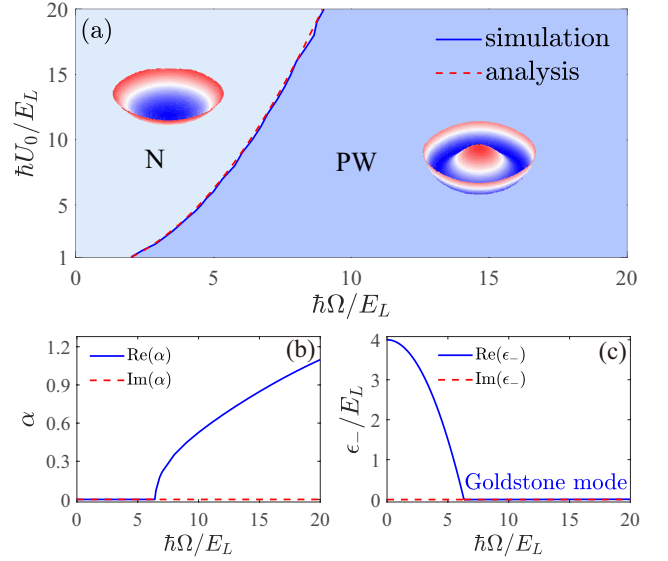 (a)
simulation
analysis
N
PW
ħU₀/E_L
20
15
10
5
1
0 5 10 15 20
ħΩ/E_L
(b)
Re(α)
Im(α)
α
1.2
0.9
0.6
0.3
0
0 5 10 15 20
ħΩ/E_L
(c)
Re(ϵ₋)
Im(ϵ₋)
ϵ₋/E_L
4
3
2
1
0
Goldstone mode
0 5 10 15 20
ħΩ/E_L